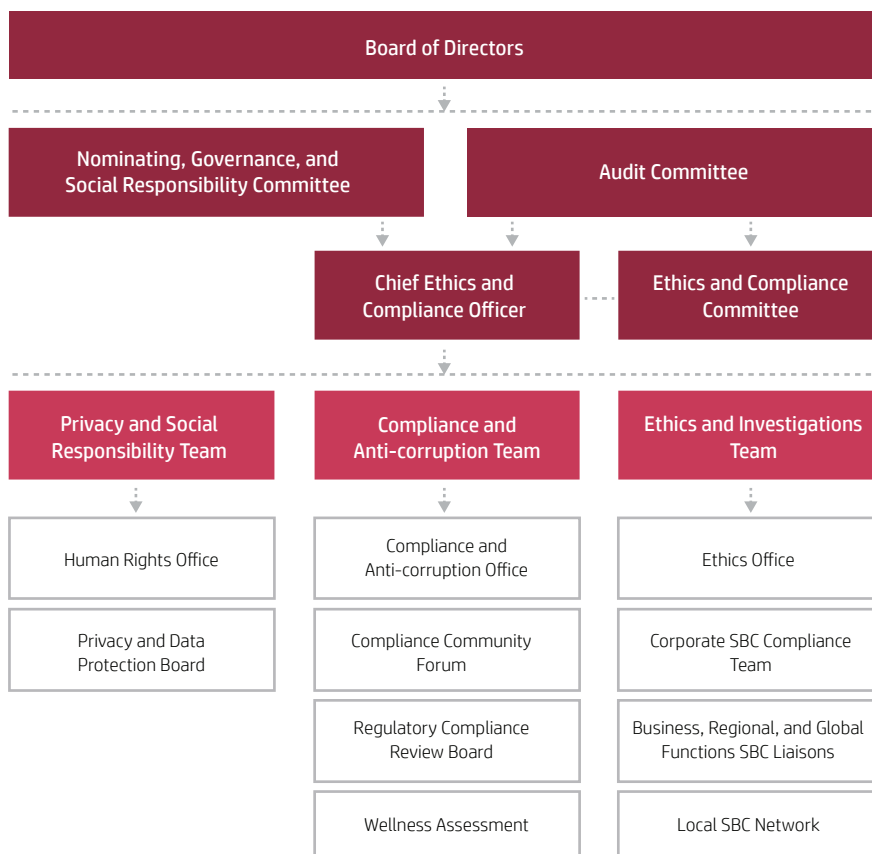 Board of Directors
Nominating, Governance, and
Social Responsibility Committee
Audit Committee
Chief Ethics and
Compliance Officer
Ethics and Compliance
Committee
Privacy and Social
Responsibility Team
Compliance and
Anti-corruption Team
Ethics and Investigations
Team
Human Rights Office
Compliance and
Anti-corruption Office
Ethics Office
Privacy and Data
Protection Board
Compliance Community
Forum
Corporate SBC Compliance
Team
Regulatory Compliance
Review Board
Business, Regional, and Global
Functions SBC Liaisons
Wellness Assessment
Local SBC Network